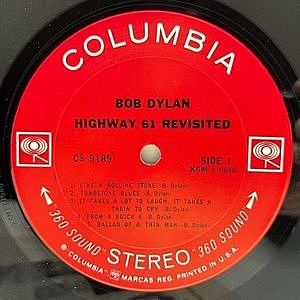 COLUMBIA
BOB DYLAN
HIGHWAY 61 REVISITED
CS 9189
SIDE 1
XSM 110640
1. LIKE A ROLLING STONE -B. Dylan-
2. TOMBSTONE BLUES -B. Dylan-
3. IT TAKES A LOT TO LAUGH, IT TAKES A
TRAIN TO CRY -B. Dylan-
4. FROM A BUICK 6 -B. Dylan-
5. BALLAD OF A THIN MAN -B. Dylan-
"360 SOUND" STEREO "360 SOUND"
® "COLUMBIA" MARCAS REG. PRINTED IN U.S.A.